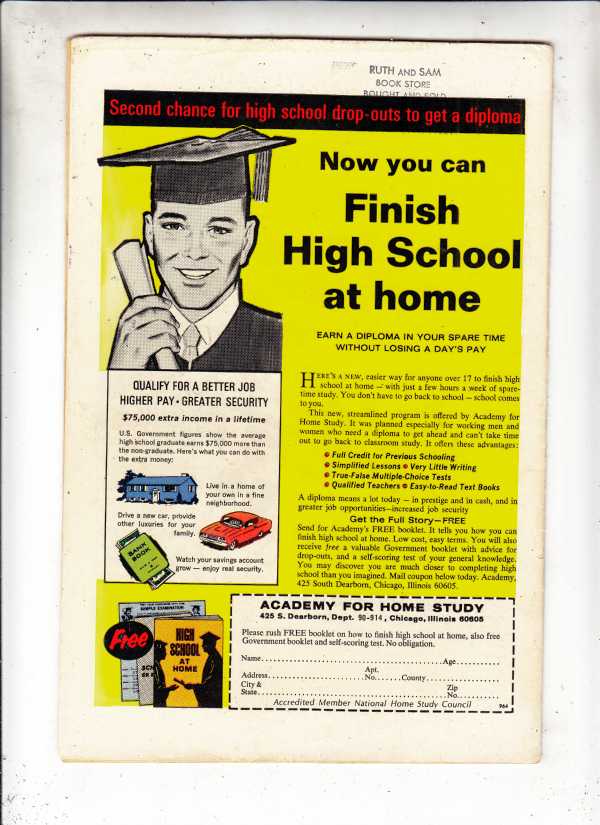 RUTH AND SAM
BOOK STORE
BOUGHT AND SOLD
Second chance for high school drop-outs to get a diploma
Now you can
Finish
High School
at home
EARN A DIPLOMA IN YOUR SPARE TIME
WITHOUT LOSING A DAY'S PAY
QUALIFY FOR A BETTER JOB
HIGHER PAY • GREATER SECURITY
$75,000 extra income in a lifetime
U.S. Government figures show the average
high school graduate earns $75,000 more than
the non-graduate. Here's what you can do with
the extra money:
Live in a home of
your own in a fine
neighborhood.
Drive a new car, provide
other luxuries for your
family.
BANK
BOOK
Watch your savings account
grow — enjoy real security.
HERE'S A NEW, easier way for anyone over 17 to finish high
school at home — with just a few hours a week of spare-
time study. You don't have to go back to school — school comes
to you.
This new, streamlined program is offered by Academy for
Home Study. It was planned especially for working men and
women who need a diploma to get ahead and can't take time
out to go back to classroom study. It offers these advantages:
• Full Credit for Previous Schooling
• Simplified Lessons • Very Little Writing
• True-False Multiple-Choice Tests
• Qualified Teachers • Easy-to-Read Text Books
A diploma means a lot today — in prestige and in cash, and in
greater job opportunities—increased job security
Get the Full Story—FREE
Send for Academy's FREE booklet. It tells you how you can
finish high school at home. Low cost, easy terms. You will also
receive free a valuable Government booklet with advice for
drop-outs, and a self-scoring test of your general knowledge.
You may discover you are much closer to completing high
school than you imagined. Mail coupon below today. Academy,
425 South Dearborn, Chicago, Illinois 60605.
Free
SAMPLE EXAMINATION
HIGH
SCHOOL
AT
HOME
ACADEMY FOR HOME STUDY
425 S. Dearborn, Dept. 90-914, Chicago, Illinois 60605
Please rush FREE booklet on how to finish high school at home, also free
Government booklet and self-scoring test. No obligation.
Name Age
Address Apt. No. County
City & State Zip No.
Accredited Member National Home Study Council 964